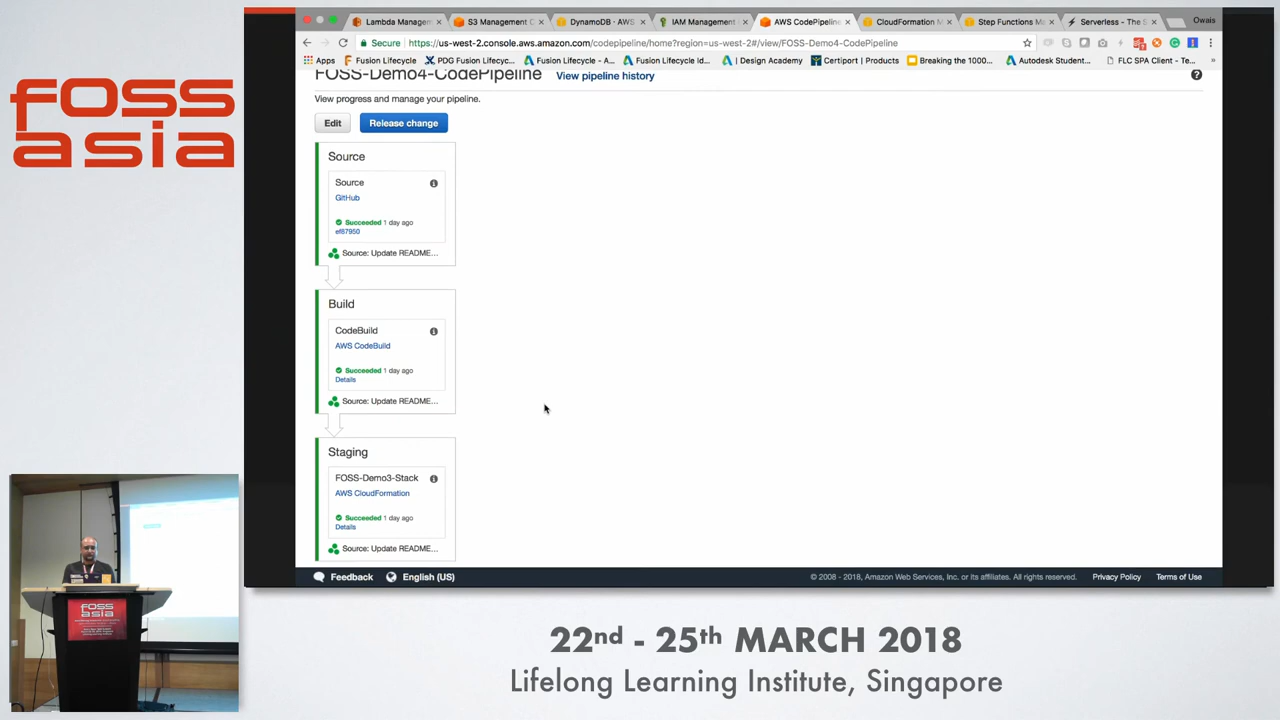 FOSS
asia
Lambda Managem
S3 Management C
DynamoDB · AWS
IAM Management
AWS CodePipeline
CloudFormation M
Step Functions M
Serverless - The S
Owais
Secure https://us-west-2.console.aws.amazon.com/codepipeline/home?region=us-west-2#/view/FOSS-Demo4-CodePipeline
Apps
Fusion Lifecycle
PDG Fusion Lifecyc...
Fusion Lifecycle - A...
Fusion Lifecycle Id...
| Design Academy
Certiport | Products
Breaking the 1000...
Autodesk Student...
FLC SPA Client - Te...
FOSS-Demo4-CodePipeline View pipeline history
View progress and manage your pipeline.
Edit
Release change
Source
Source
GitHub
Succeeded 1 day ago
ef87950
Source: Update README...
Build
CodeBuild
AWS CodeBuild
Succeeded 1 day ago
Details
Source: Update README...
Staging
FOSS-Demo3-Stack
AWS CloudFormation
Succeeded 1 day ago
Details
Source: Update README...
Feedback
English (US)
© 2008 - 2018, Amazon Web Services, Inc. or its affiliates. All rights reserved.
Privacy Policy
Terms of Use
FOSS
asia
22nd - 25th MARCH 2018
Lifelong Learning Institute, Singapore